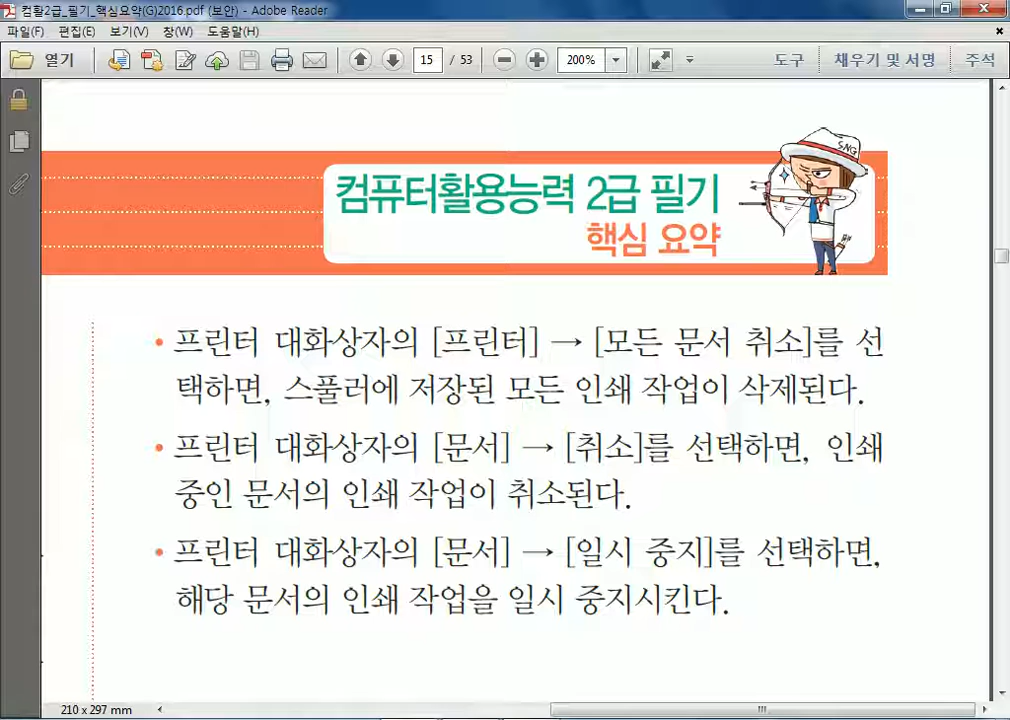 컴활2급_필기_핵심요약(G)2016.pdf (보안) - Adobe Reader
파일(F) 편집(E) 보기(V) 창(W) 도움말(H)
열기 15 / 53 200% 도구 채우기 및 서명 주석
SNG
컴퓨터활용능력 2급 필기
핵심 요약
• 프린터 대화상자의 [프린터] → [모든 문서 취소]를 선
택하면, 스풀러에 저장된 모든 인쇄 작업이 삭제된다.
• 프린터 대화상자의 [문서] → [취소]를 선택하면, 인쇄
중인 문서의 인쇄 작업이 취소된다.
• 프린터 대화상자의 [문서] → [일시 중지]를 선택하면,
해당 문서의 인쇄 작업을 일시 중지시킨다.
210 x 297 mm